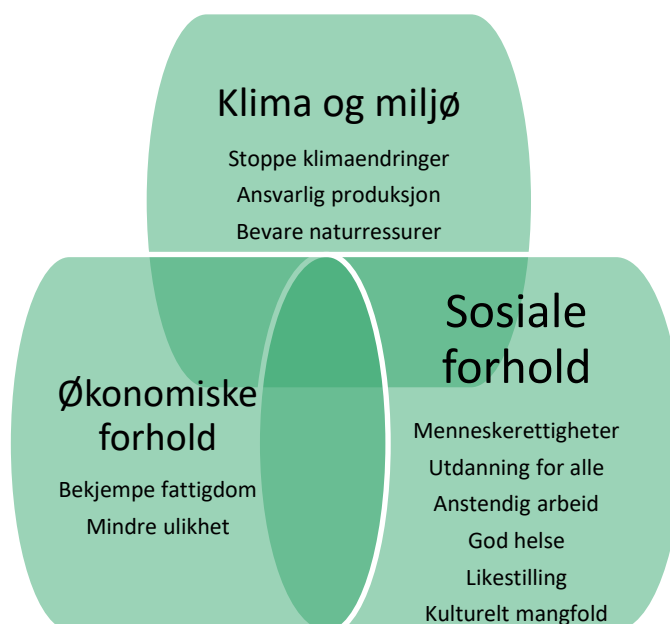 Klima og miljø
Stoppe klimaendringer
Ansvarlig produksjon
Bevare naturressurer
Økonomiske
forhold
Bekjempe fattigdom
Mindre ulikhet
Sosiale
forhold
Menneskerettigheter
Utdanning for alle
Anstendig arbeid
God helse
Likestilling
Kulturelt mangfold